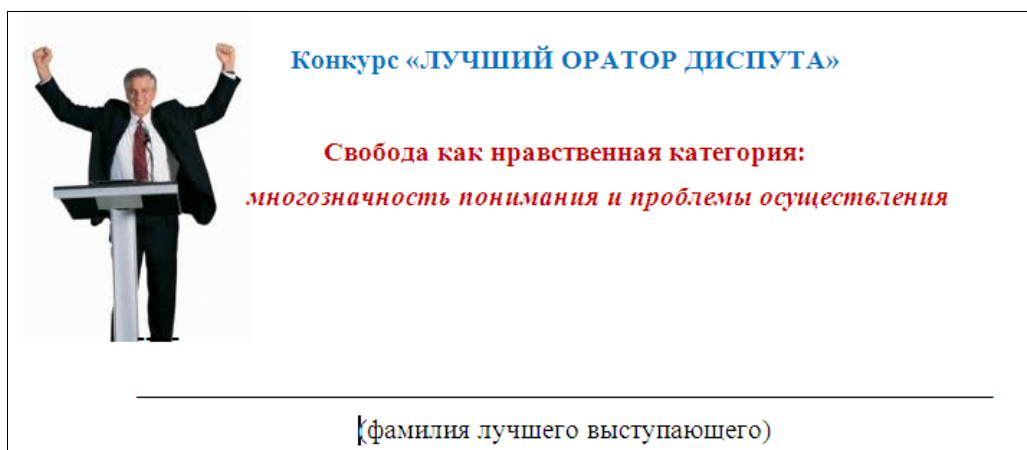 Конкурс «ЛУЧШИЙ ОРАТОР ДИСПУТА»
Свобода как нравственная категория:
многозначность понимания и проблемы осуществления
(фамилия лучшего выступающего)